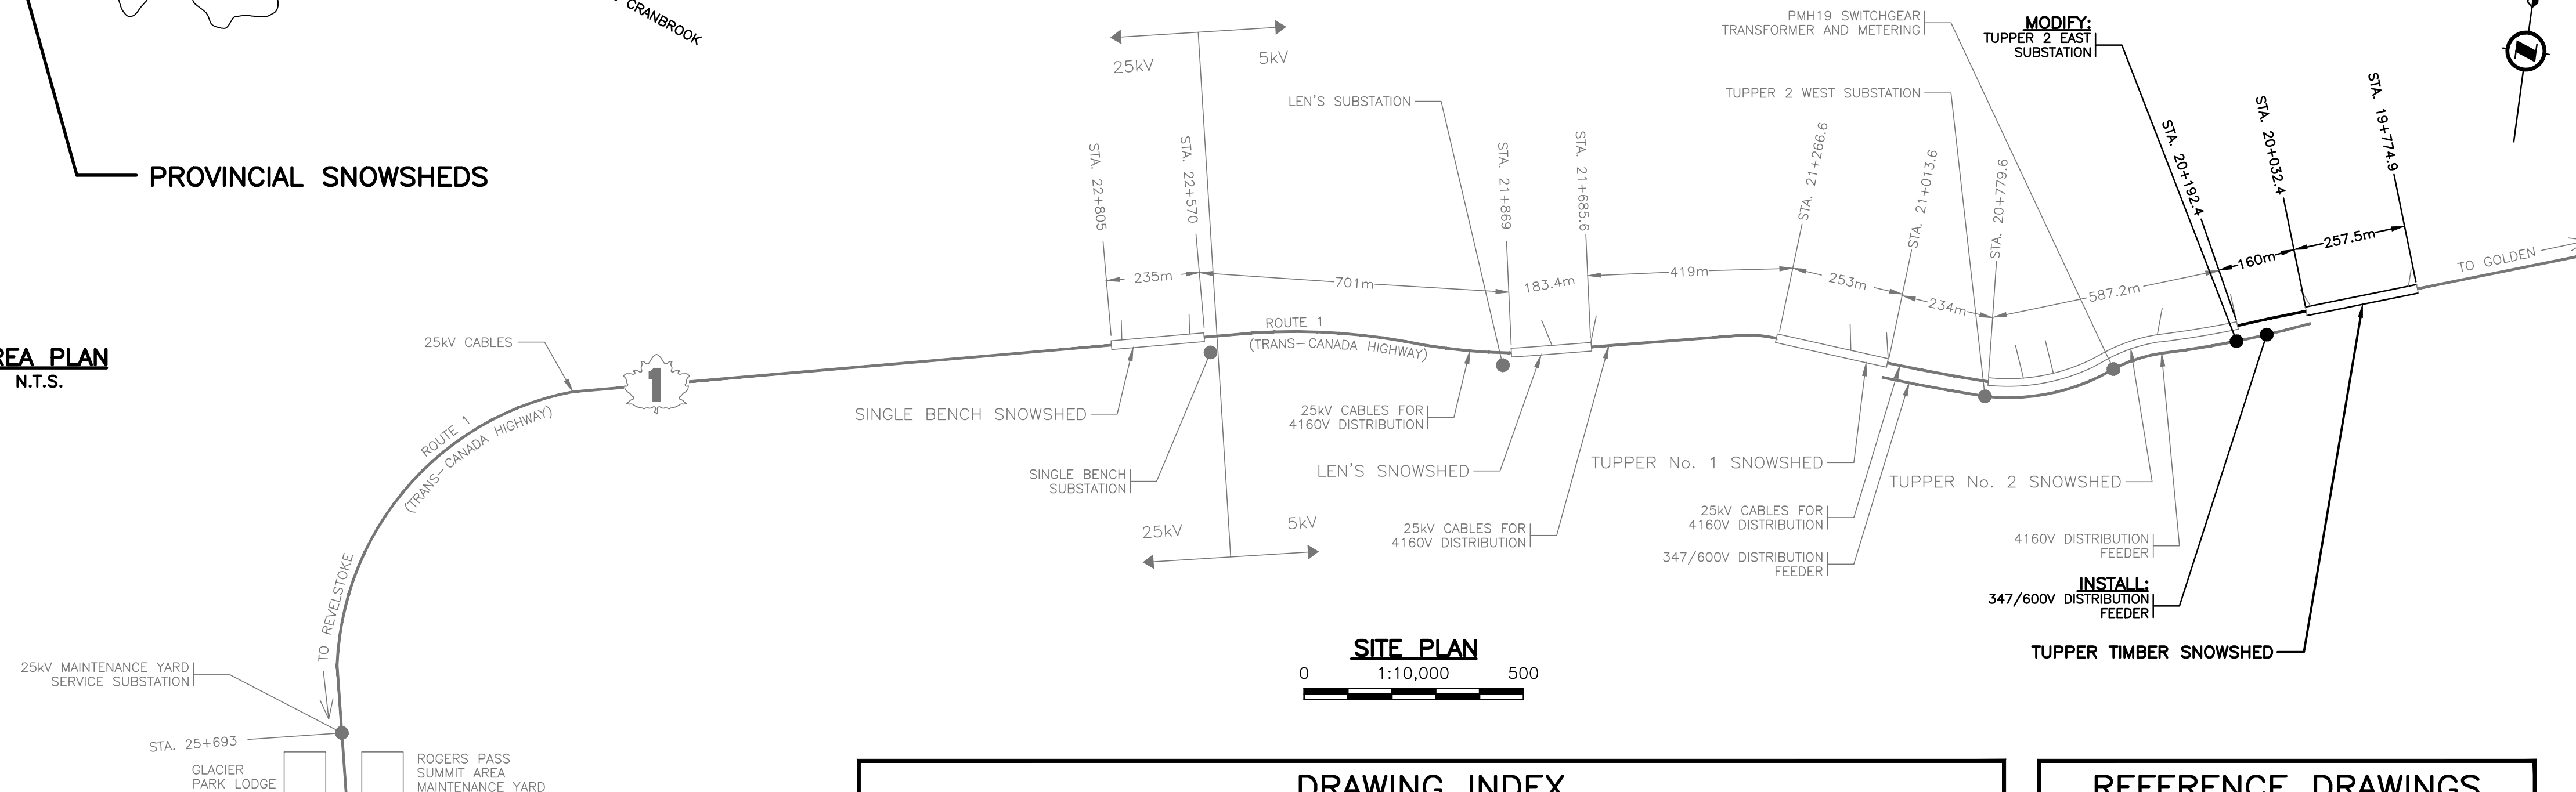 CRANBROOK
PROVINCIAL SNOWSHEDS
AREA PLAN
N.T.S.
25kV
5kV
PMH19 SWITCHGEAR
TRANSFORMER AND METERING
MODIFY:
TUPPER 2 EAST
SUBSTATION
LEN'S SUBSTATION
TUPPER 2 WEST SUBSTATION
STA. 22+805
STA. 22+570
STA. 21+869
STA. 21+685.6
STA. 21+266.6
STA. 21+013.6
STA. 20+779.6
STA. 20+192.4
STA. 20+032.4
STA. 19+774.9
235m
701m
183.4m
419m
253m
234m
587.2m
160m
257.5m
TO GOLDEN
25kV CABLES
1
ROUTE 1
(TRANS-CANADA HIGHWAY)
ROUTE 1
(TRANS-CANADA HIGHWAY)
SINGLE BENCH SNOWSHED
SINGLE BENCH
SUBSTATION
25kV CABLES FOR
4160V DISTRIBUTION
LEN'S SNOWSHED
25kV CABLES FOR
4160V DISTRIBUTION
TUPPER No. 1 SNOWSHED
25kV CABLES FOR
4160V DISTRIBUTION
347/600V DISTRIBUTION
FEEDER
TUPPER No. 2 SNOWSHED
4160V DISTRIBUTION
FEEDER
INSTALL:
347/600V DISTRIBUTION
FEEDER
TUPPER TIMBER SNOWSHED
25kV
5kV
TO REVELSTOKE
25kV MAINTENANCE YARD
SERVICE SUBSTATION
STA. 25+693
GLACIER
PARK LODGE
ROGERS PASS
SUMMIT AREA
MAINTENANCE YARD
SITE PLAN
0 1:10,000 500
DRAWING INDEX
REFERENCE DRAWINGS